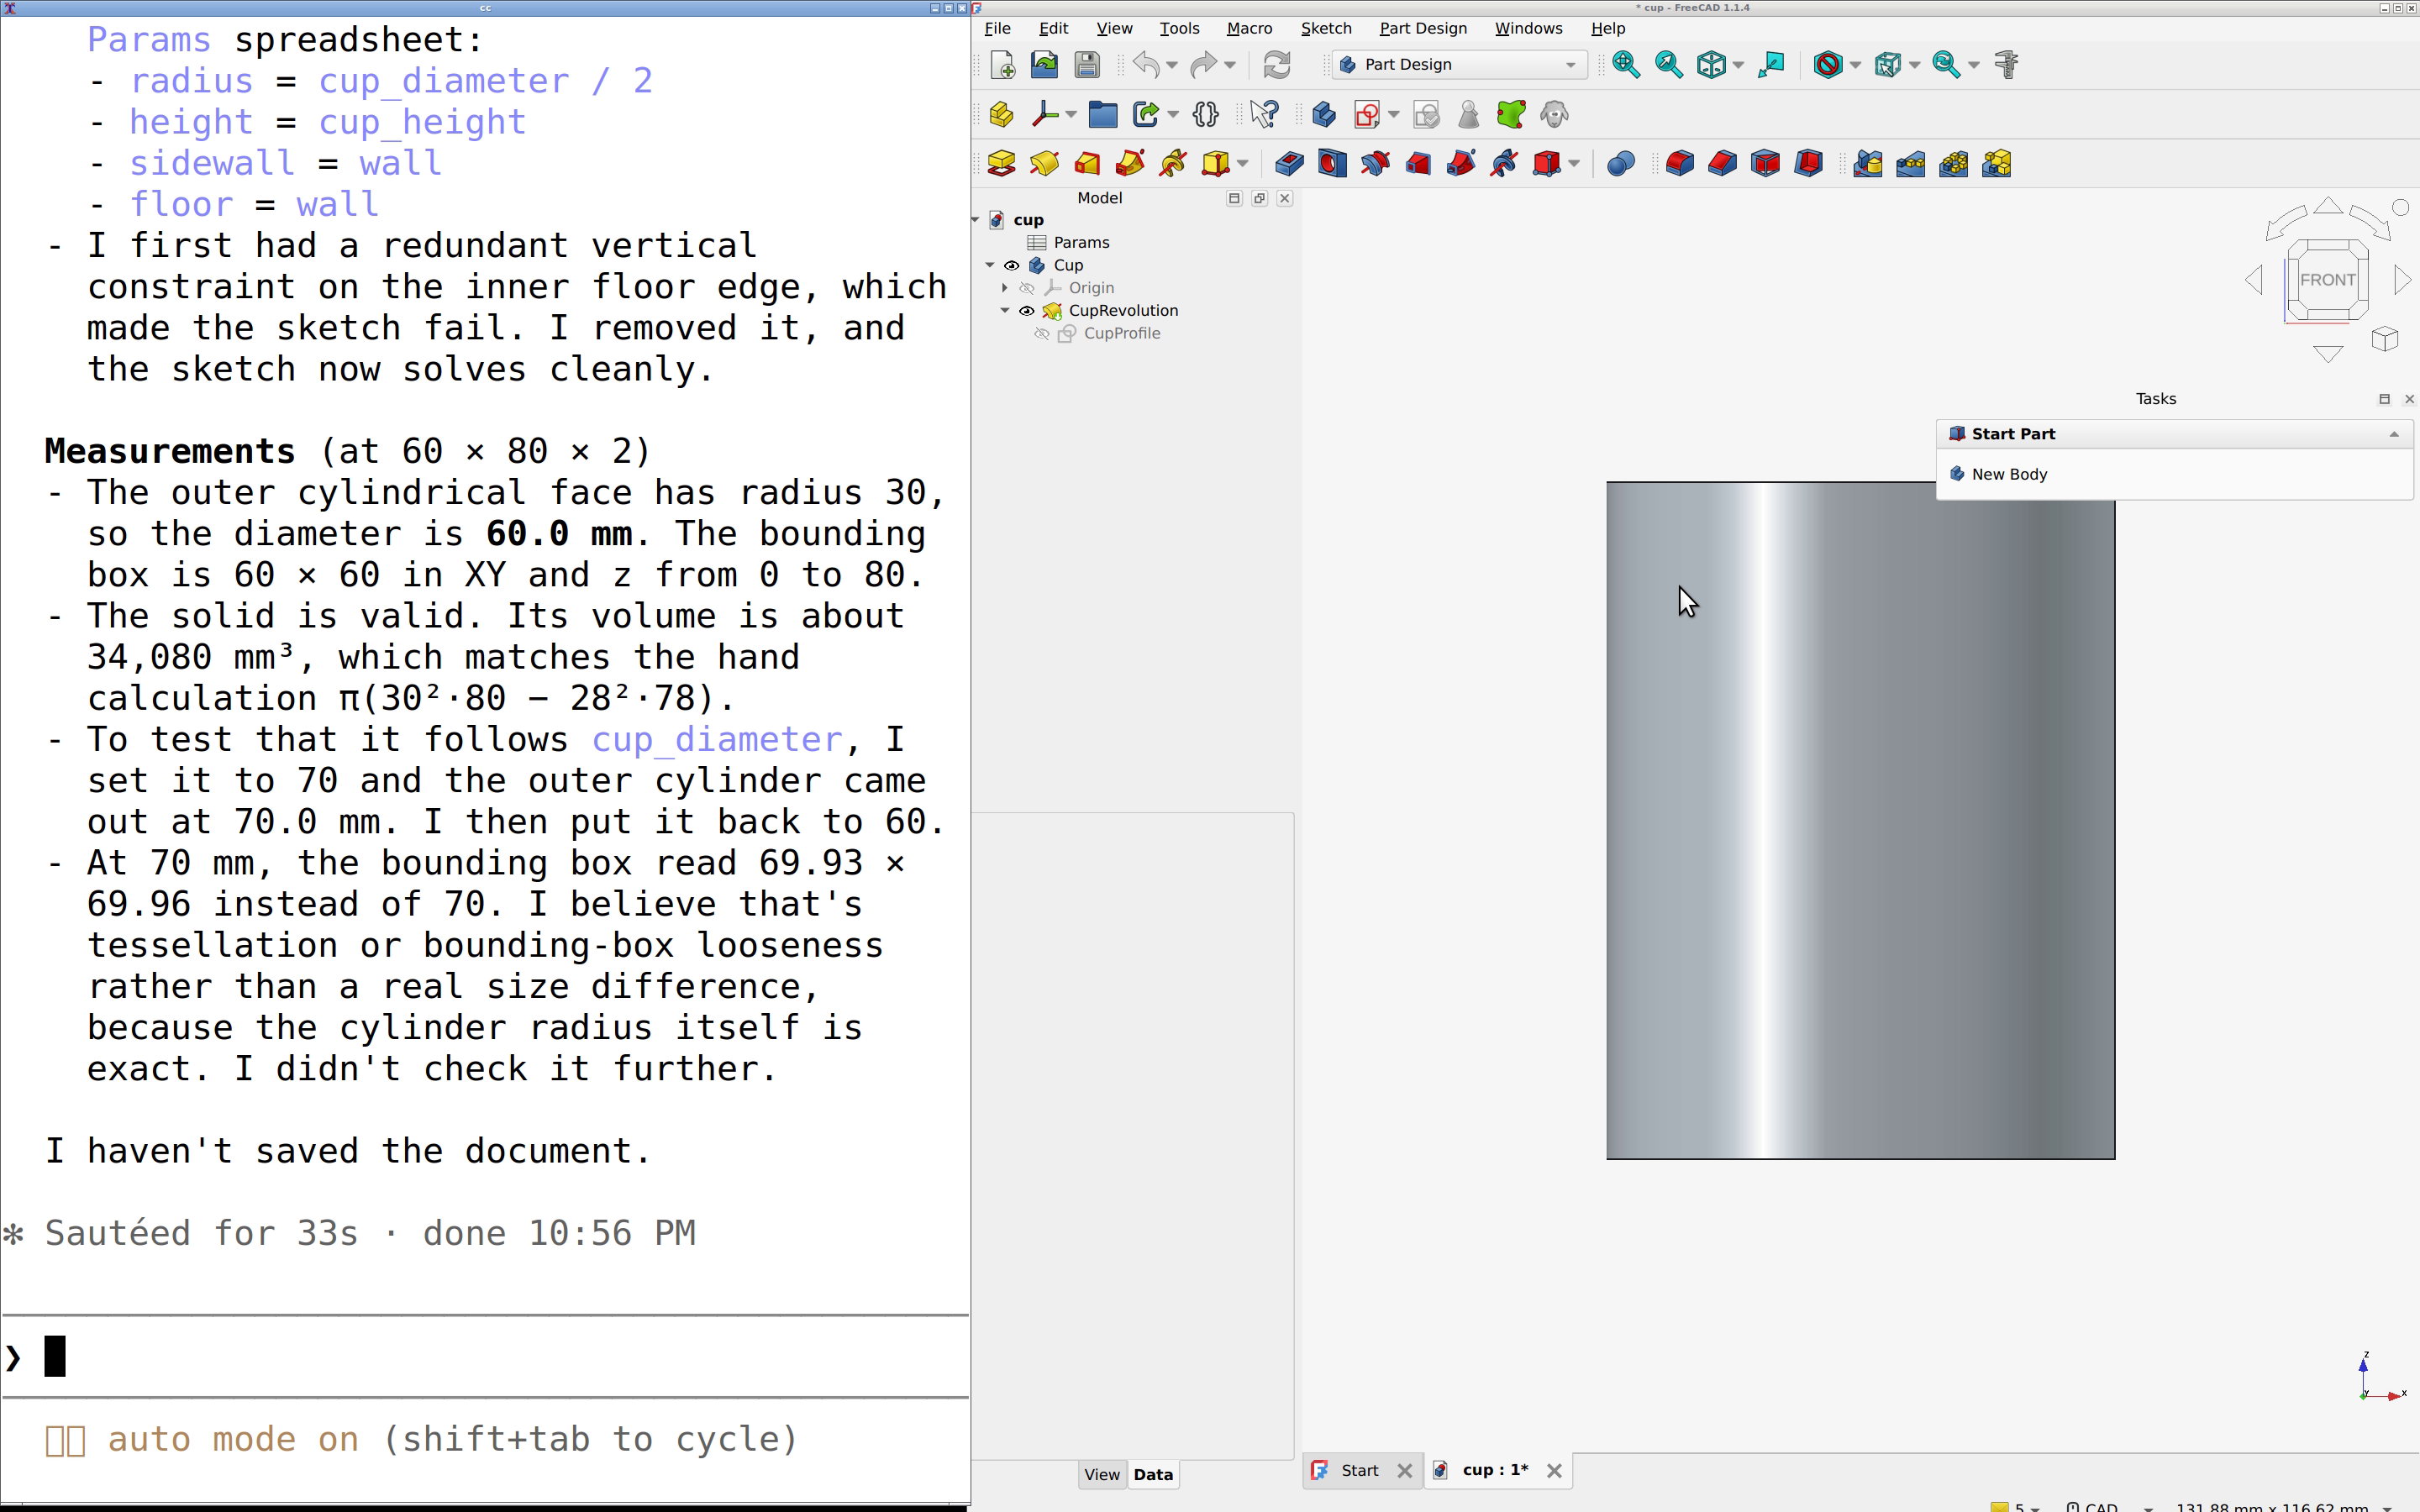 cc
Params spreadsheet:
- radius = cup_diameter / 2
- height = cup_height
- sidewall = wall
- floor = wall
- I first had a redundant vertical
constraint on the inner floor edge, which
made the sketch fail. I removed it, and
the sketch now solves cleanly.
Measurements (at 60 × 80 × 2)
- The outer cylindrical face has radius 30,
so the diameter is 60.0 mm. The bounding
box is 60 × 60 in XY and z from 0 to 80.
- The solid is valid. Its volume is about
34,080 mm³, which matches the hand
calculation π(30²·80 − 28²·78).
- To test that it follows cup_diameter, I
set it to 70 and the outer cylinder came
out at 70.0 mm. I then put it back to 60.
- At 70 mm, the bounding box read 69.93 ×
69.96 instead of 70. I believe that's
tessellation or bounding-box looseness
rather than a real size difference,
because the cylinder radius itself is
exact. I didn't check it further.
I haven't saved the document.
✻ Sautéed for 33s · done 10:56 PM
❯
auto mode on (shift+tab to cycle)
* cup - FreeCAD 1.1.4
File Edit View Tools Macro Sketch Part Design Windows Help
Part Design
Model
cup
Params
Cup
Origin
CupRevolution
CupProfile
FRONT
Tasks
Start Part
New Body
z
Y
x
View Data
Start
cup : 1*
5
CAD
131.88 mm x 116.62 mm